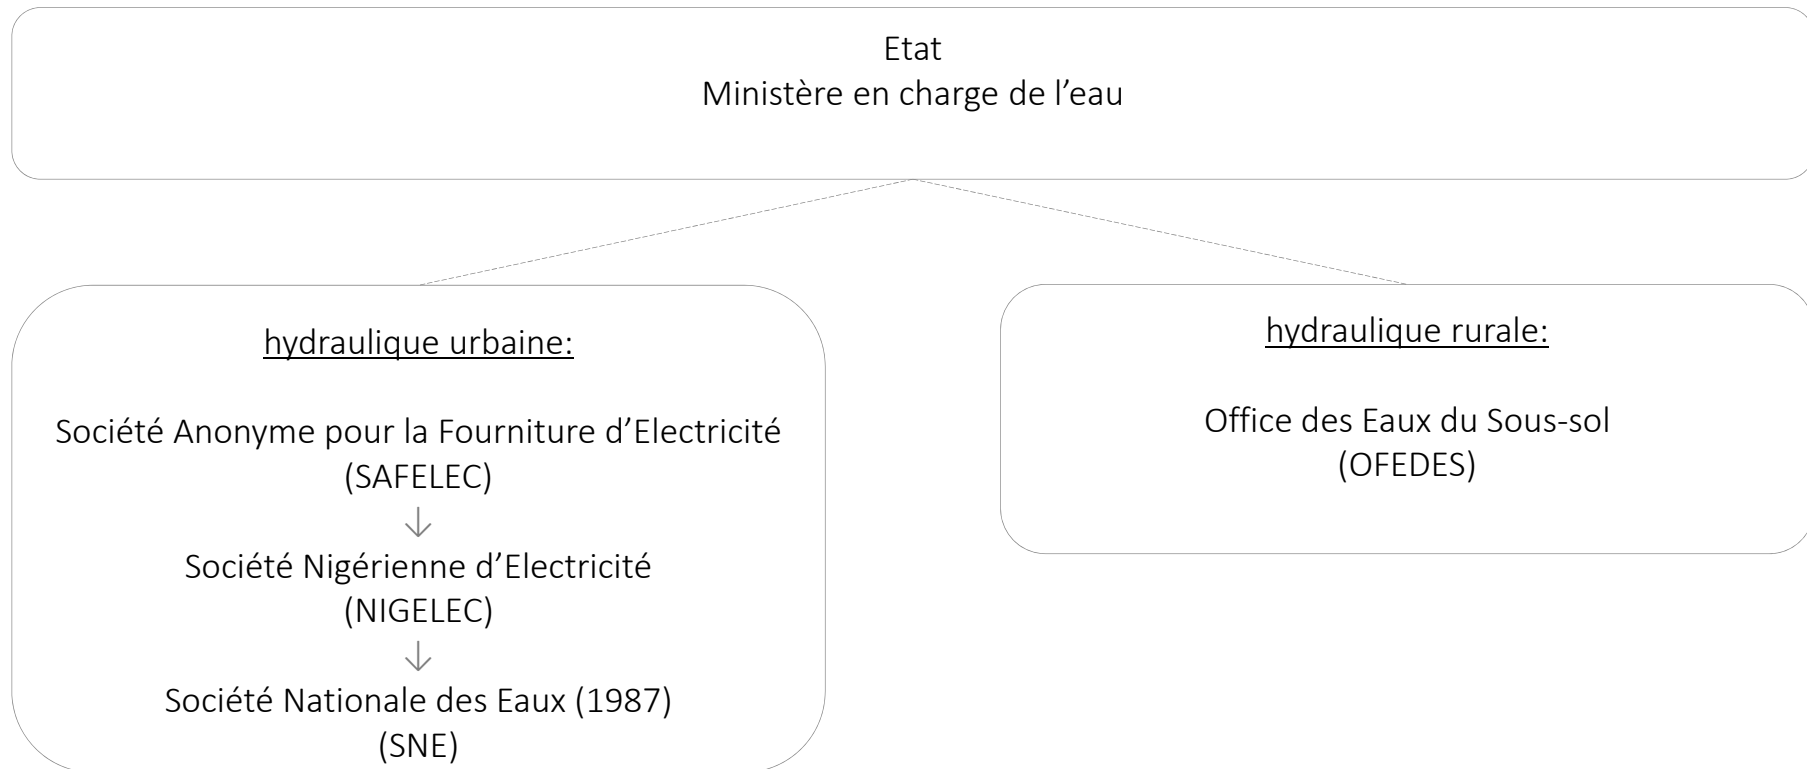 Etat
Ministère en charge de l’eau
hydraulique urbaine:
Société Anonyme pour la Fourniture d’Electricité
(SAFELEC)
↓
Société Nigérienne d’Electricité
(NIGELEC)
↓
Société Nationale des Eaux (1987)
(SNE)
hydraulique rurale:
Office des Eaux du Sous-sol
(OFEDES)